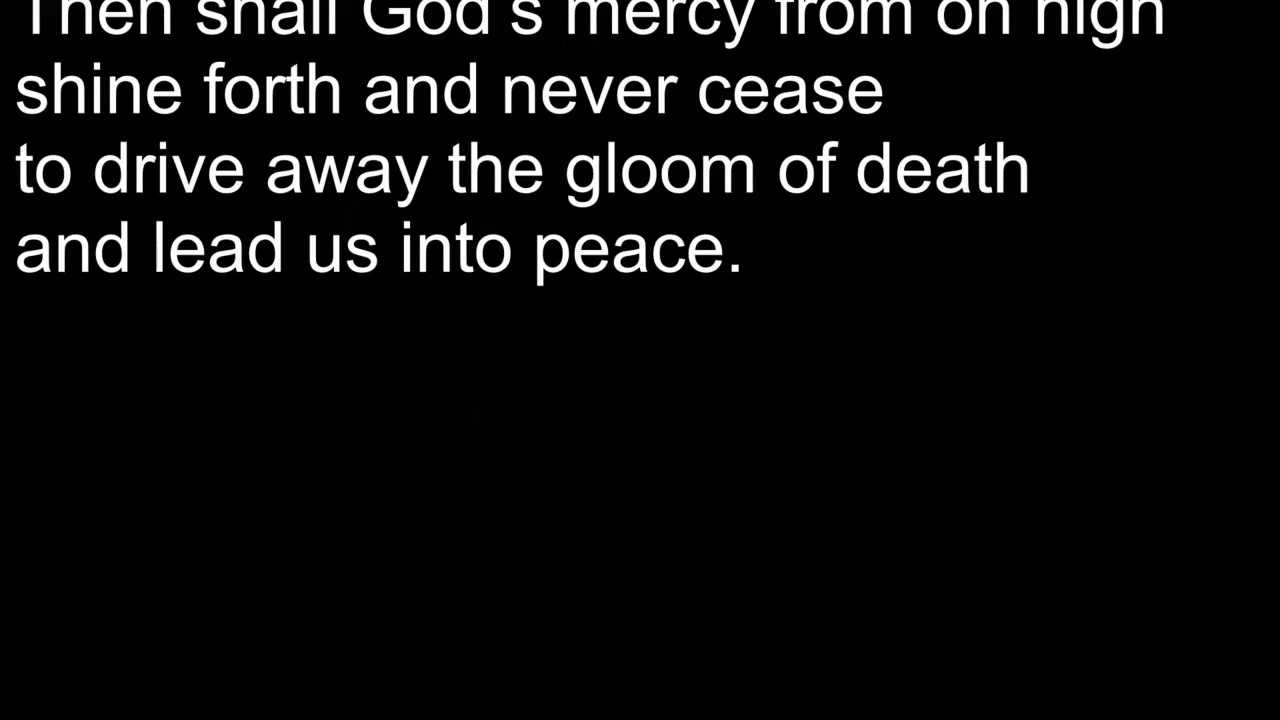 Then shall God's mercy from on high
shine forth and never cease
to drive away the gloom of death
and lead us into peace.